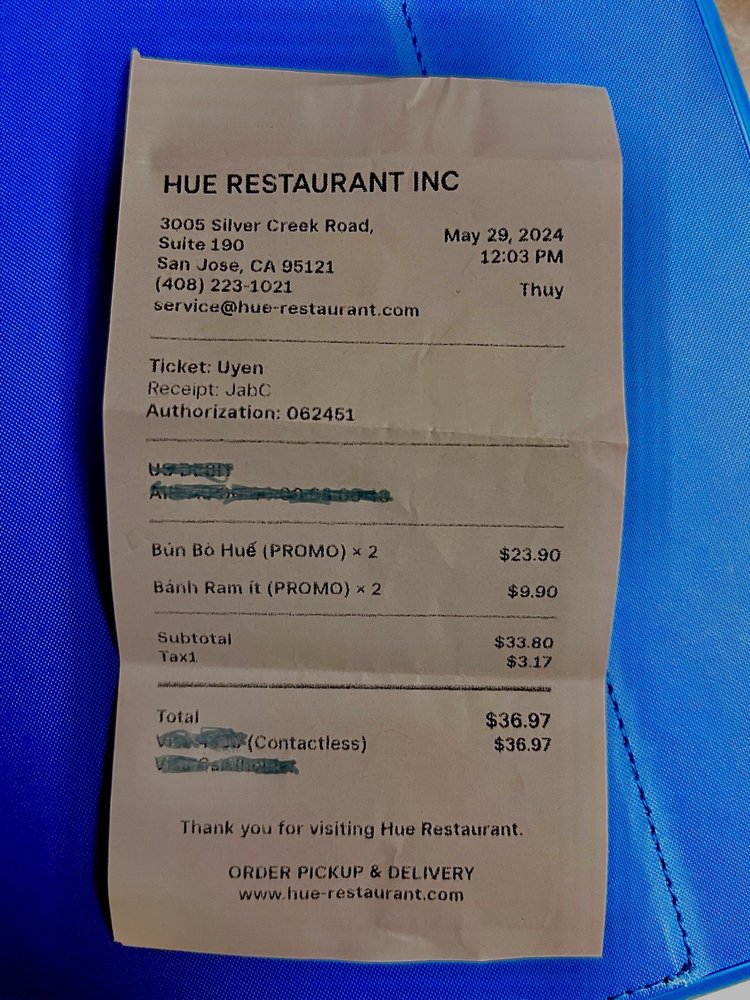 HUE RESTAURANT INC
3005 Silver Creek Road,
Suite 190
San Jose, CA 95121
(408) 223-1021
service@hue-restaurant.com
May 29, 2024
12:03 PM
Thuy
Ticket: Uyen
Receipt: JabC
Authorization: 062451
Bún Bò Huế (PROMO) × 2 $23.90
Bánh Ram ít (PROMO) × 2 $9.90
Subtotal $33.80
Tax1 $3.17
Total $36.97
(Contactless) $36.97
Thank you for visiting Hue Restaurant.
ORDER PICKUP & DELIVERY
www.hue-restaurant.com